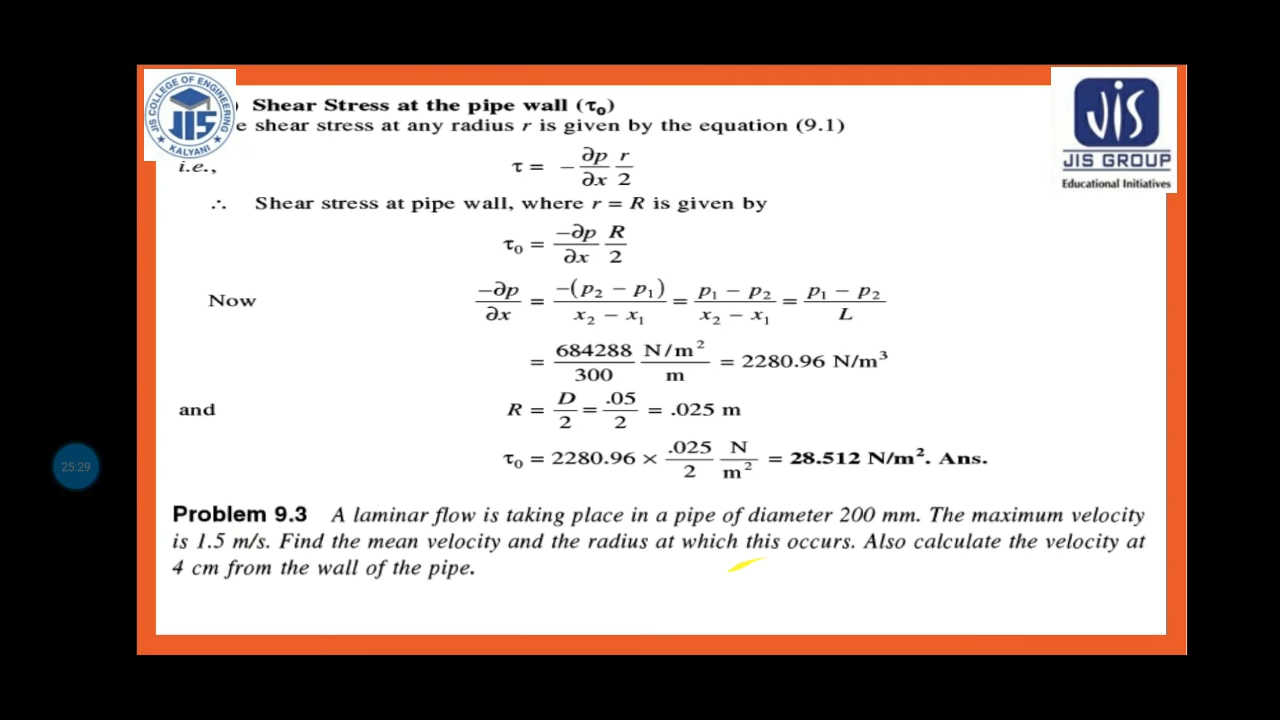 JIS COLLEGE OF ENGINEERING
JIS
KALYANI
) Shear Stress at the pipe wall (τ₀)
e shear stress at any radius r is given by the equation (9.1)
i.e., τ = −∂p/∂x r/2
∴ Shear stress at pipe wall, where r = R is given by
τ₀ = −∂p/∂x R/2
Now −∂p/∂x = −(p₂ − p₁)/x₂ − x₁ = p₁ − p₂/x₂ − x₁ = p₁ − p₂/L
= 684288/300 N/m²/m = 2280.96 N/m³
and R = D/2 = .05/2 = .025 m
τ₀ = 2280.96 × .025/2 N/m² = 28.512 N/m². Ans.
Problem 9.3 A laminar flow is taking place in a pipe of diameter 200 mm. The maximum velocity
is 1.5 m/s. Find the mean velocity and the radius at which this occurs. Also calculate the velocity at
4 cm from the wall of the pipe.
JIS
JIS GROUP
Educational Initiatives
25:29